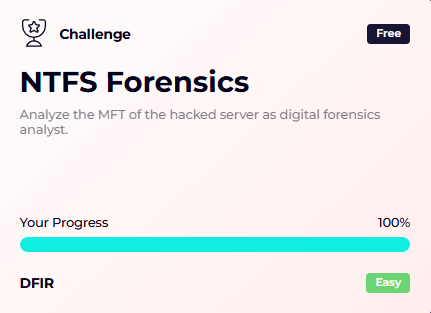 Challenge
Free
NTFS Forensics
Analyze the MFT of the hacked server as digital forensics
analyst.
Your Progress
100%
DFIR
Easy